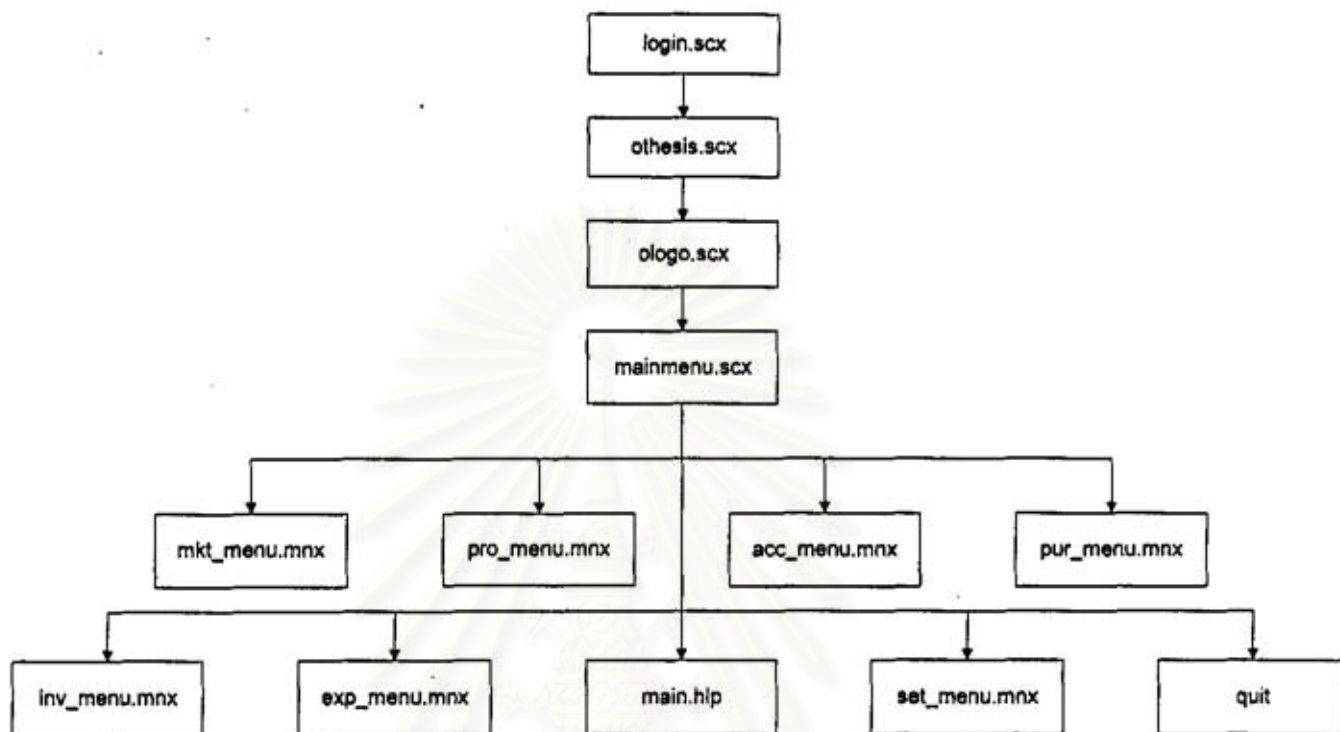 login.scx
othesis.scx
ologo.scx
mainmenu.scx
mkt_menu.mnx
pro_menu.mnx
acc_menu.mnx
pur_menu.mnx
inv_menu.mnx
exp_menu.mnx
main.hlp
set_menu.mnx
quit